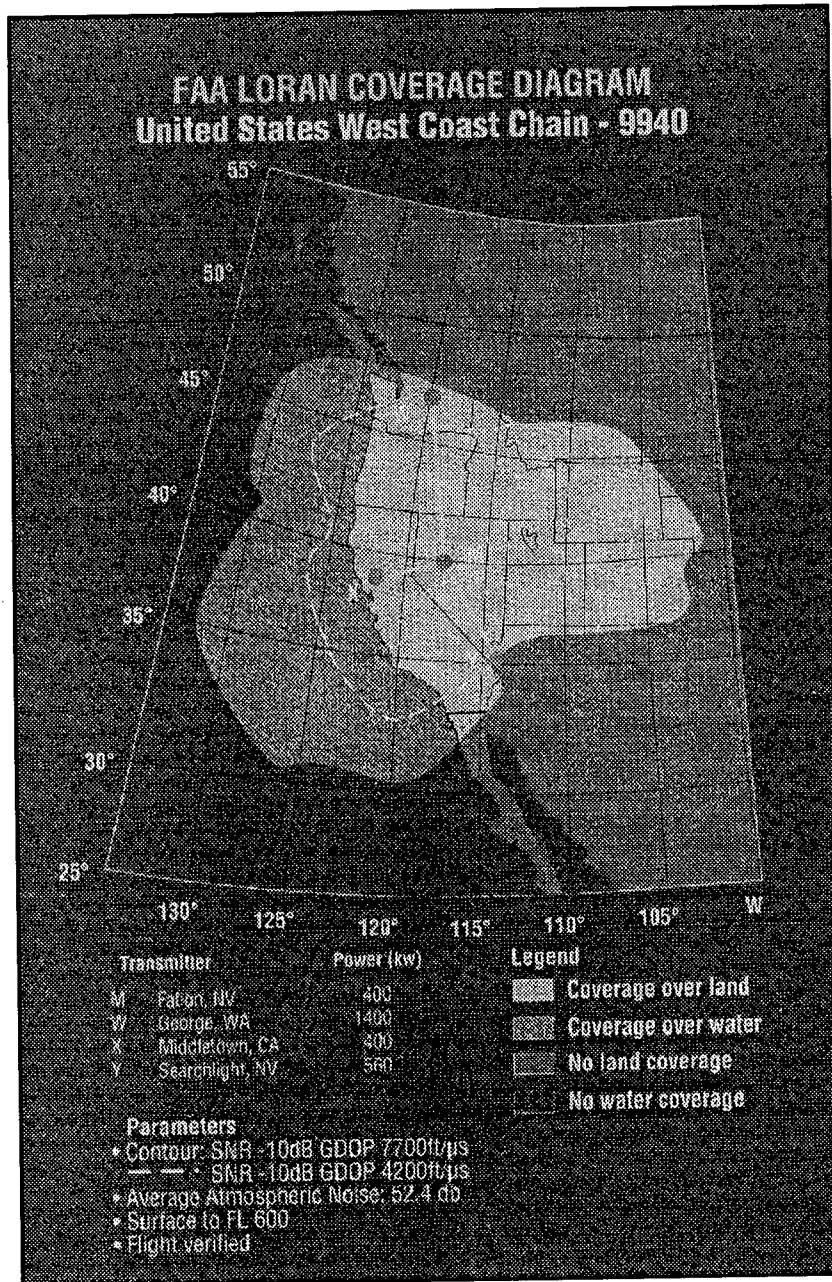 FAA LORAN COVERAGE DIAGRAM
United States West Coast Chain - 9940
55°
50°
45°
40°
35°
30°
25°
130° 125° 120° 115° 110° 105° W
Transmitter Power (kw)
M Fallon, NV 400
W George, WA 1400
X Middletown, CA 400
Y Searchlight, NV 560
Legend
Coverage over land
Coverage over water
No land coverage
No water coverage
Parameters
• Contour: SNR -10dB GDOP 7700ft/µs
— — • SNR -10dB GDOP 4200ft/µs
• Average Atmospheric Noise: 52.4 db
• Surface to FL 600
• Flight verified